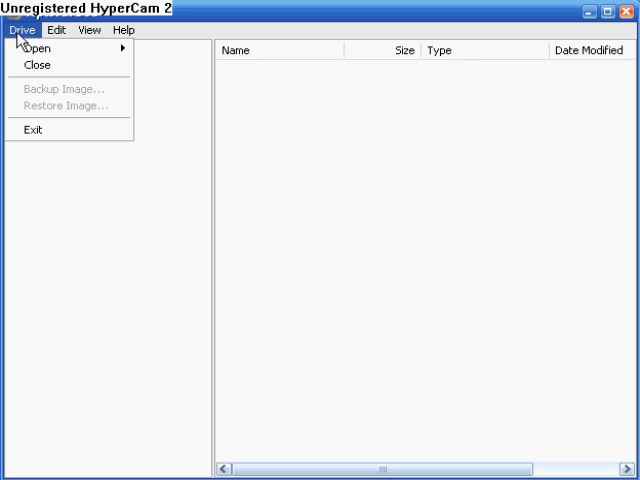 Unregistered HyperCam 2
Drive Edit View Help
Open
Close
Backup Image...
Restore Image...
Exit
Name Size Type Date Modified